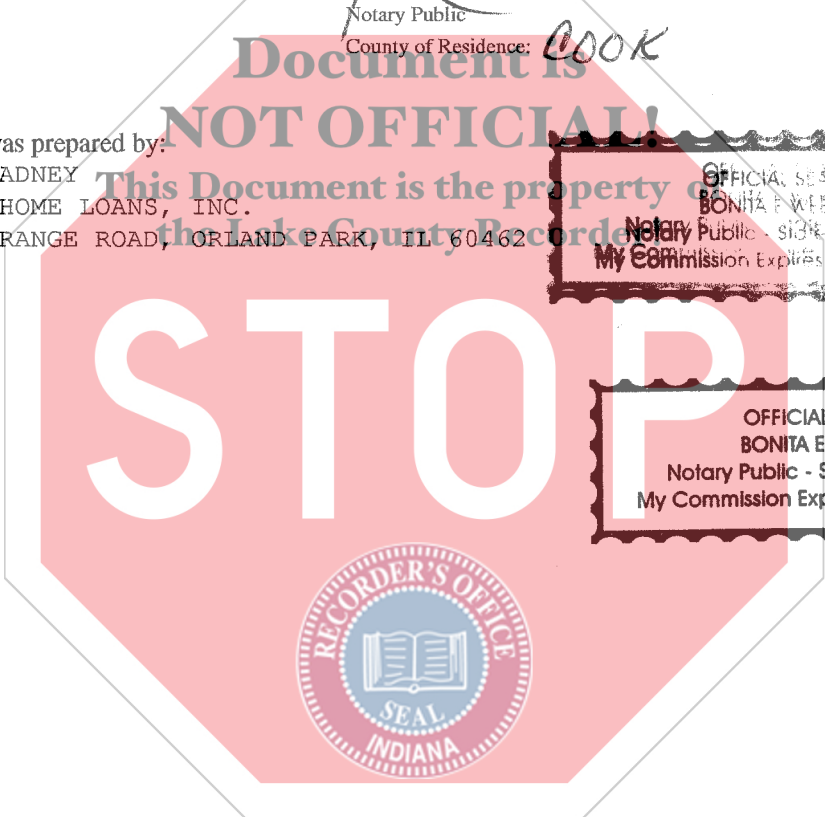 Notary Public
County of Residence: COOK
Document is
NOT OFFICIAL!
This Document is the property of
the Lake County Recorder!
was prepared by:
ADNEY
HOME LOANS, INC.
RANGE ROAD, ORLAND PARK, IL 60462
OFFICIAL
BONITA E
Notary Public -
My Commission Expires
STOP
OFFICIAL
BONITA E
Notary Public - S
My Commission Exp
RECORDER'S OFFICE
SEAL
INDIANA